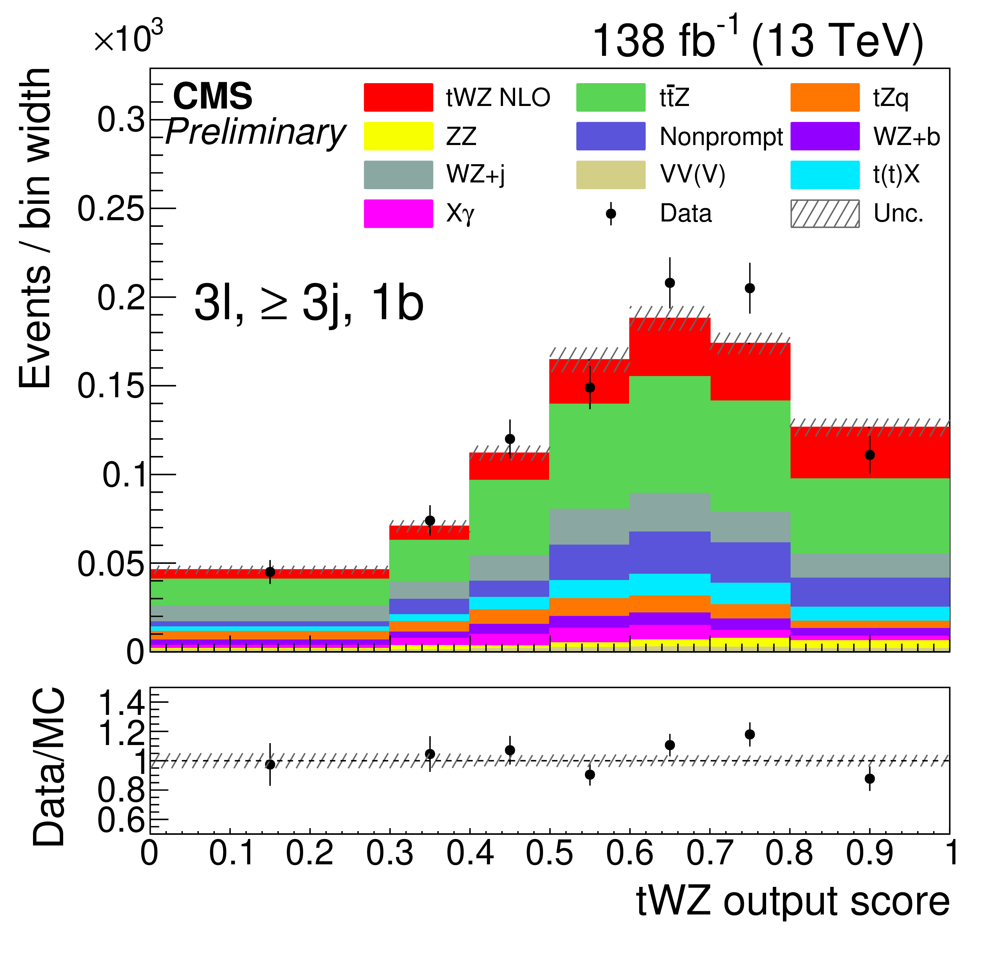 ×10³
138 fb⁻¹ (13 TeV)
CMS
Preliminary
tWZ NLO
tt̄Z
tZq
ZZ
Nonprompt
WZ+b
WZ+j
VV(V)
t(t)X
Xγ
Data
Unc.
3l, ≥ 3j, 1b
Events / bin width
0.3
0.25
0.2
0.15
0.1
0.05
0
Data/MC
1.4
1.2
1
0.8
0.6
0 0.1 0.2 0.3 0.4 0.5 0.6 0.7 0.8 0.9 1
tWZ output score